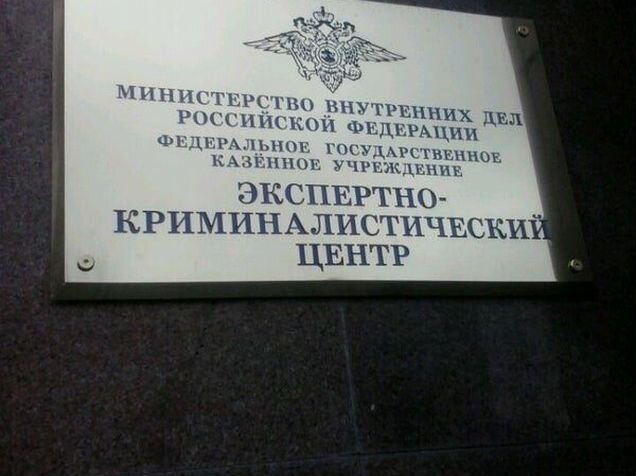 МИНИСТЕРСТВО ВНУТРЕННИХ ДЕЛ
РОССИЙСКОЙ ФЕДЕРАЦИИ
ФЕДЕРАЛЬНОЕ ГОСУДАРСТВЕННОЕ
КАЗЁННОЕ УЧРЕЖДЕНИЕ
ЭКСПЕРТНО-
КРИМИНАЛИСТИЧЕСКИЙ
ЦЕНТР